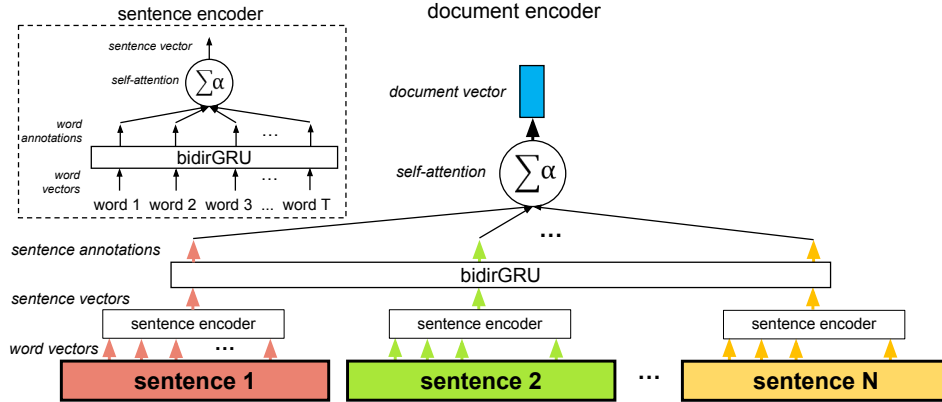 sentence encoder
sentence vector
self-attention
∑α
word
annotations
...
bidirGRU
word
vectors
...
word 1 word 2 word 3 ... word T
document encoder
document vector
self-attention
∑α
...
sentence annotations
bidirGRU
sentence vectors
sentence encoder sentence encoder sentence encoder
word vectors ...
... ...
sentence 1 sentence 2 ... sentence N